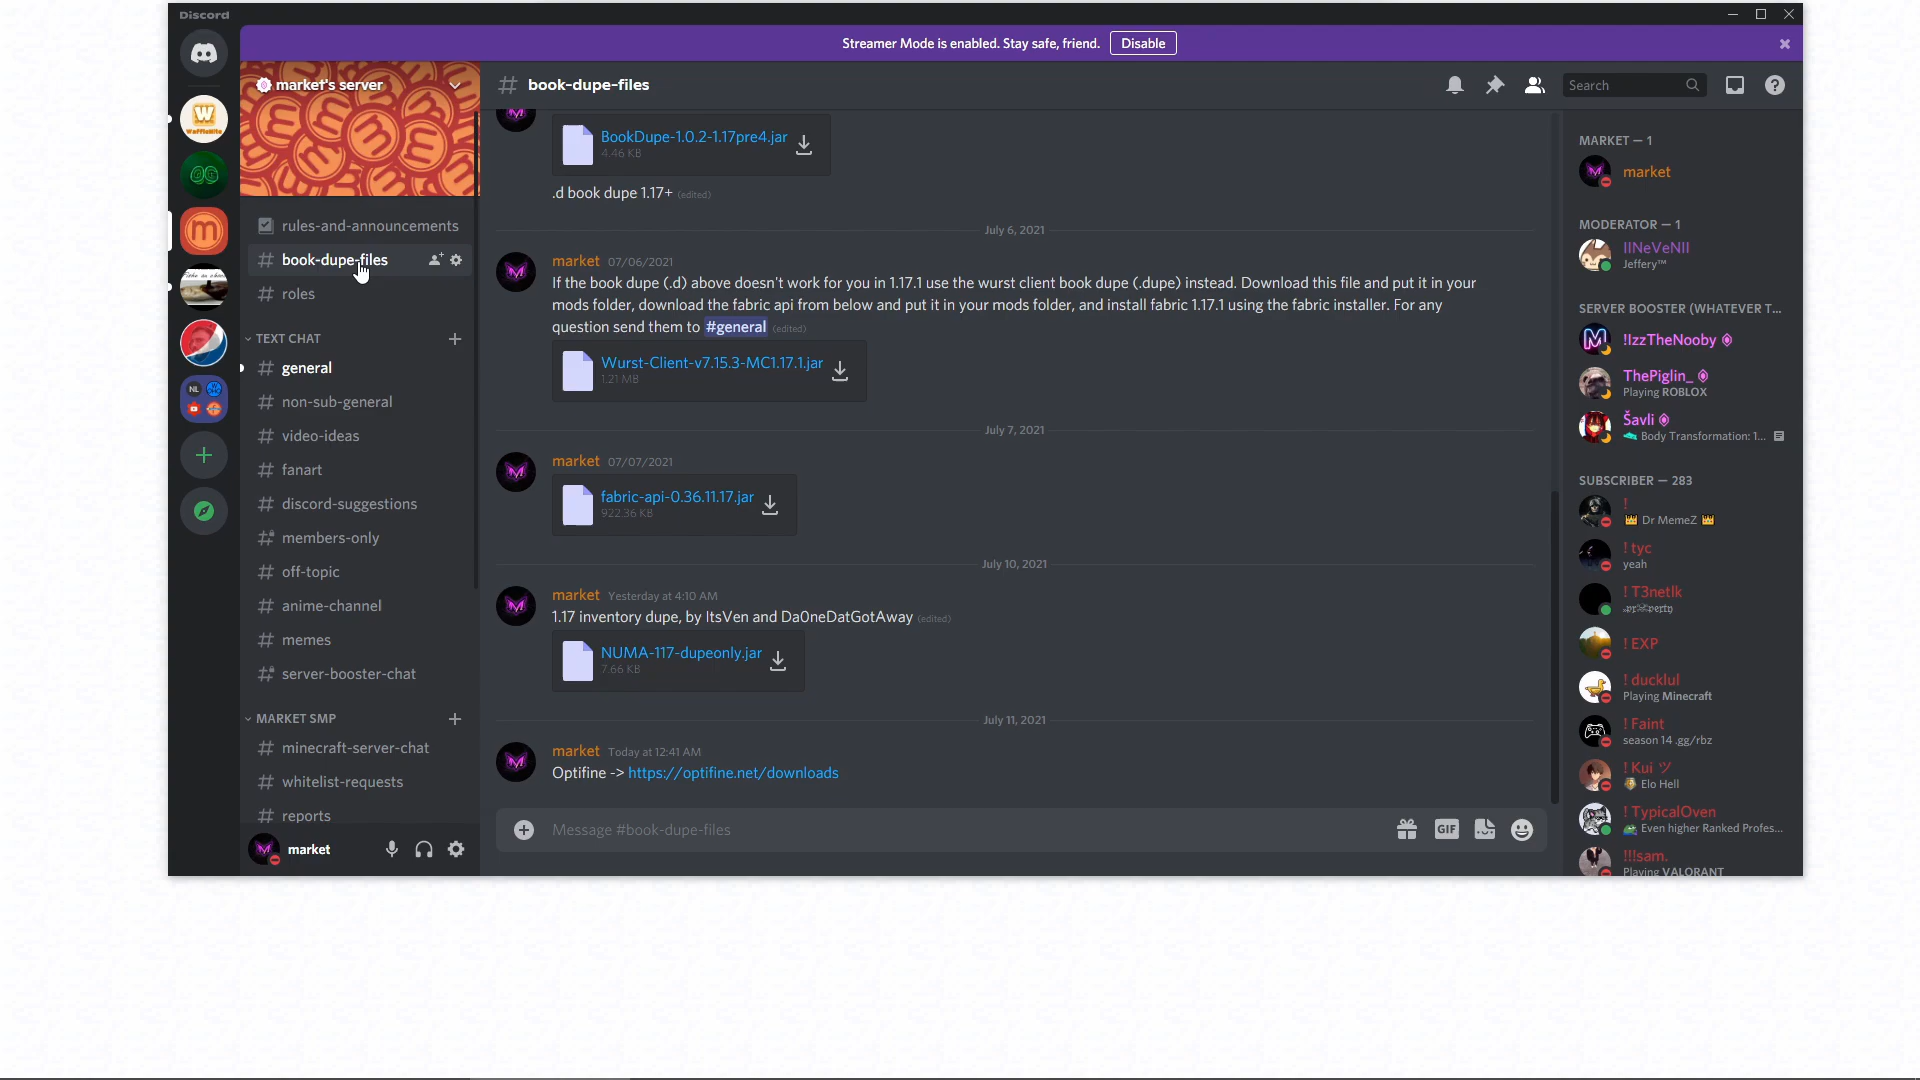 Discord
Streamer Mode is enabled. Stay safe, friend. Disable
market's server
book-dupe-files
Search
W
WaffleNite
OG
m
NL
rules-and-announcements
book-dupe-files
roles
TEXT CHAT
general
non-sub-general
video-ideas
fanart
discord-suggestions
members-only
off-topic
anime-channel
memes
server-booster-chat
MARKET SMP
minecraft-server-chat
whitelist-requests
reports
market
BookDupe-1.0.2-1.17pre4.jar
4.46 KB
.d book dupe 1.17+ (edited)
July 6, 2021
market 07/06/2021
If the book dupe (.d) above doesn't work for you in 1.17.1 use the wurst client book dupe (.dupe) instead. Download this file and put it in your
mods folder, download the fabric api from below and put it in your mods folder, and install fabric 1.17.1 using the fabric installer. For any
question send them to #general (edited)
Wurst-Client-v7.15.3-MC1.17.1.jar
1.21 MB
July 7, 2021
market 07/07/2021
fabric-api-0.36.11.17.jar
922.36 KB
July 10, 2021
market Yesterday at 4:10 AM
1.17 inventory dupe, by ItsVen and Da0neDatGotAway (edited)
NUMA-117-dupeonly.jar
7.66 KB
July 11, 2021
market Today at 12:41 AM
Optifine -> https://optifine.net/downloads
Message #book-dupe-files
GIF
MARKET — 1
market
MODERATOR — 1
IINeVeNII
Jeffery™
SERVER BOOSTER (WHATEVER T...
!IzzTheNooby
ThePiglin_
Playing ROBLOX
Šavli
Body Transformation: 1...
SUBSCRIBER — 283
!
Dr MemeZ
! tyc
yeah
! T3netlk
! EXP
! ducklul
Playing Minecraft
! Faint
season 14 .gg/rbz
! Kui ツ
Elo Hell
! TypicalOven
Even higher Ranked Profes...
!!!sam.
Playing VALORANT